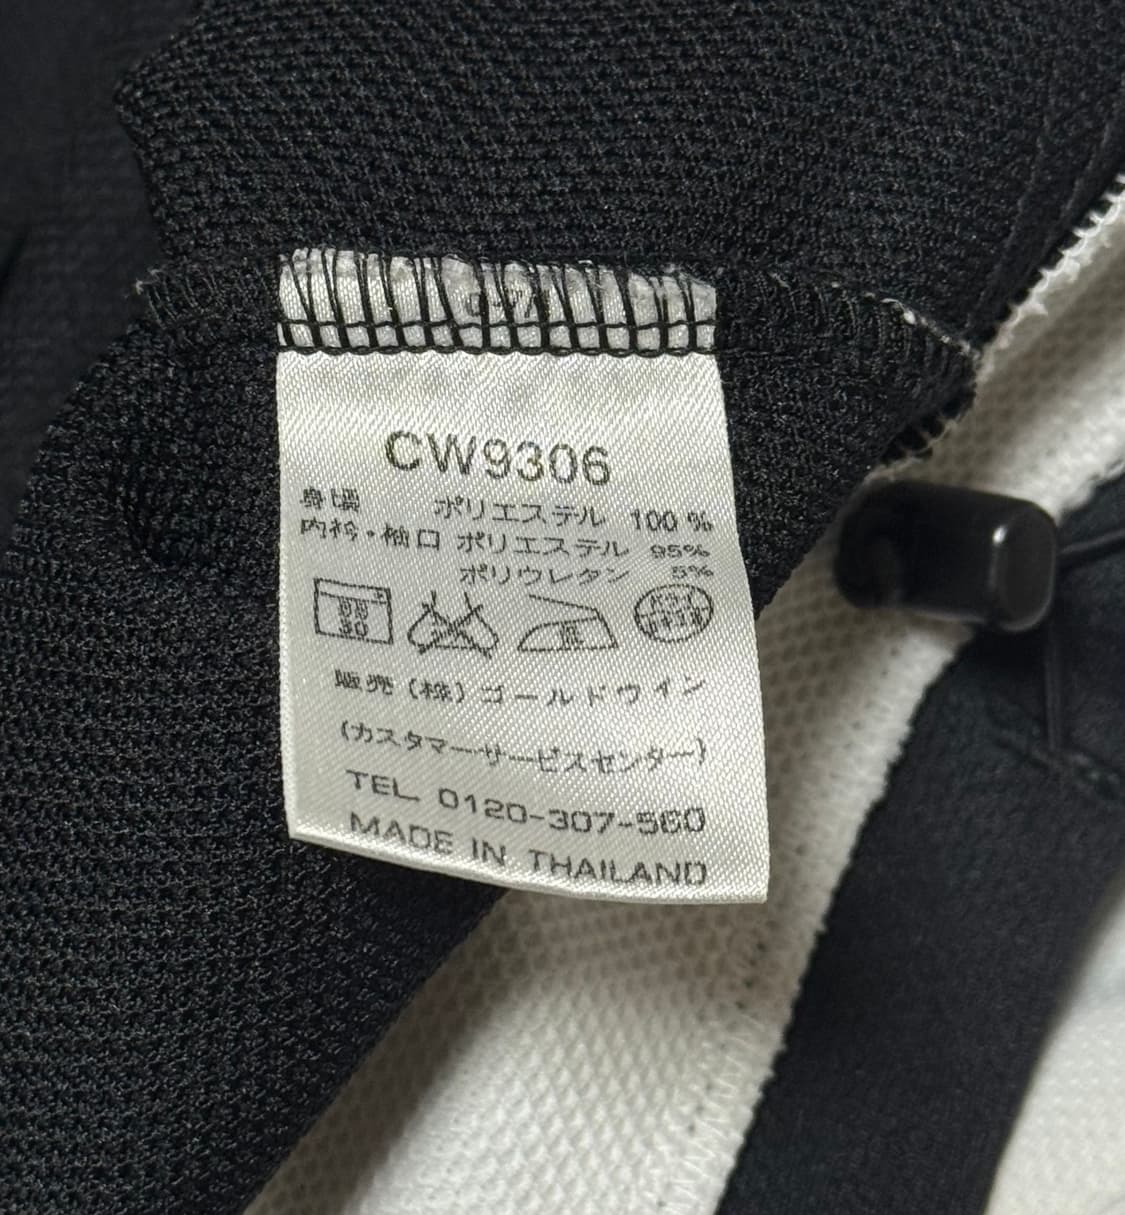 CW9306
身頃 ポリエステル 100%
内衿・袖口 ポリエステル 95%
ポリウレタン 5%
30
販売(株)ゴールドウイン
(カスタマーサービスセンター)
TEL 0120-307-560
MADE IN THAILAND